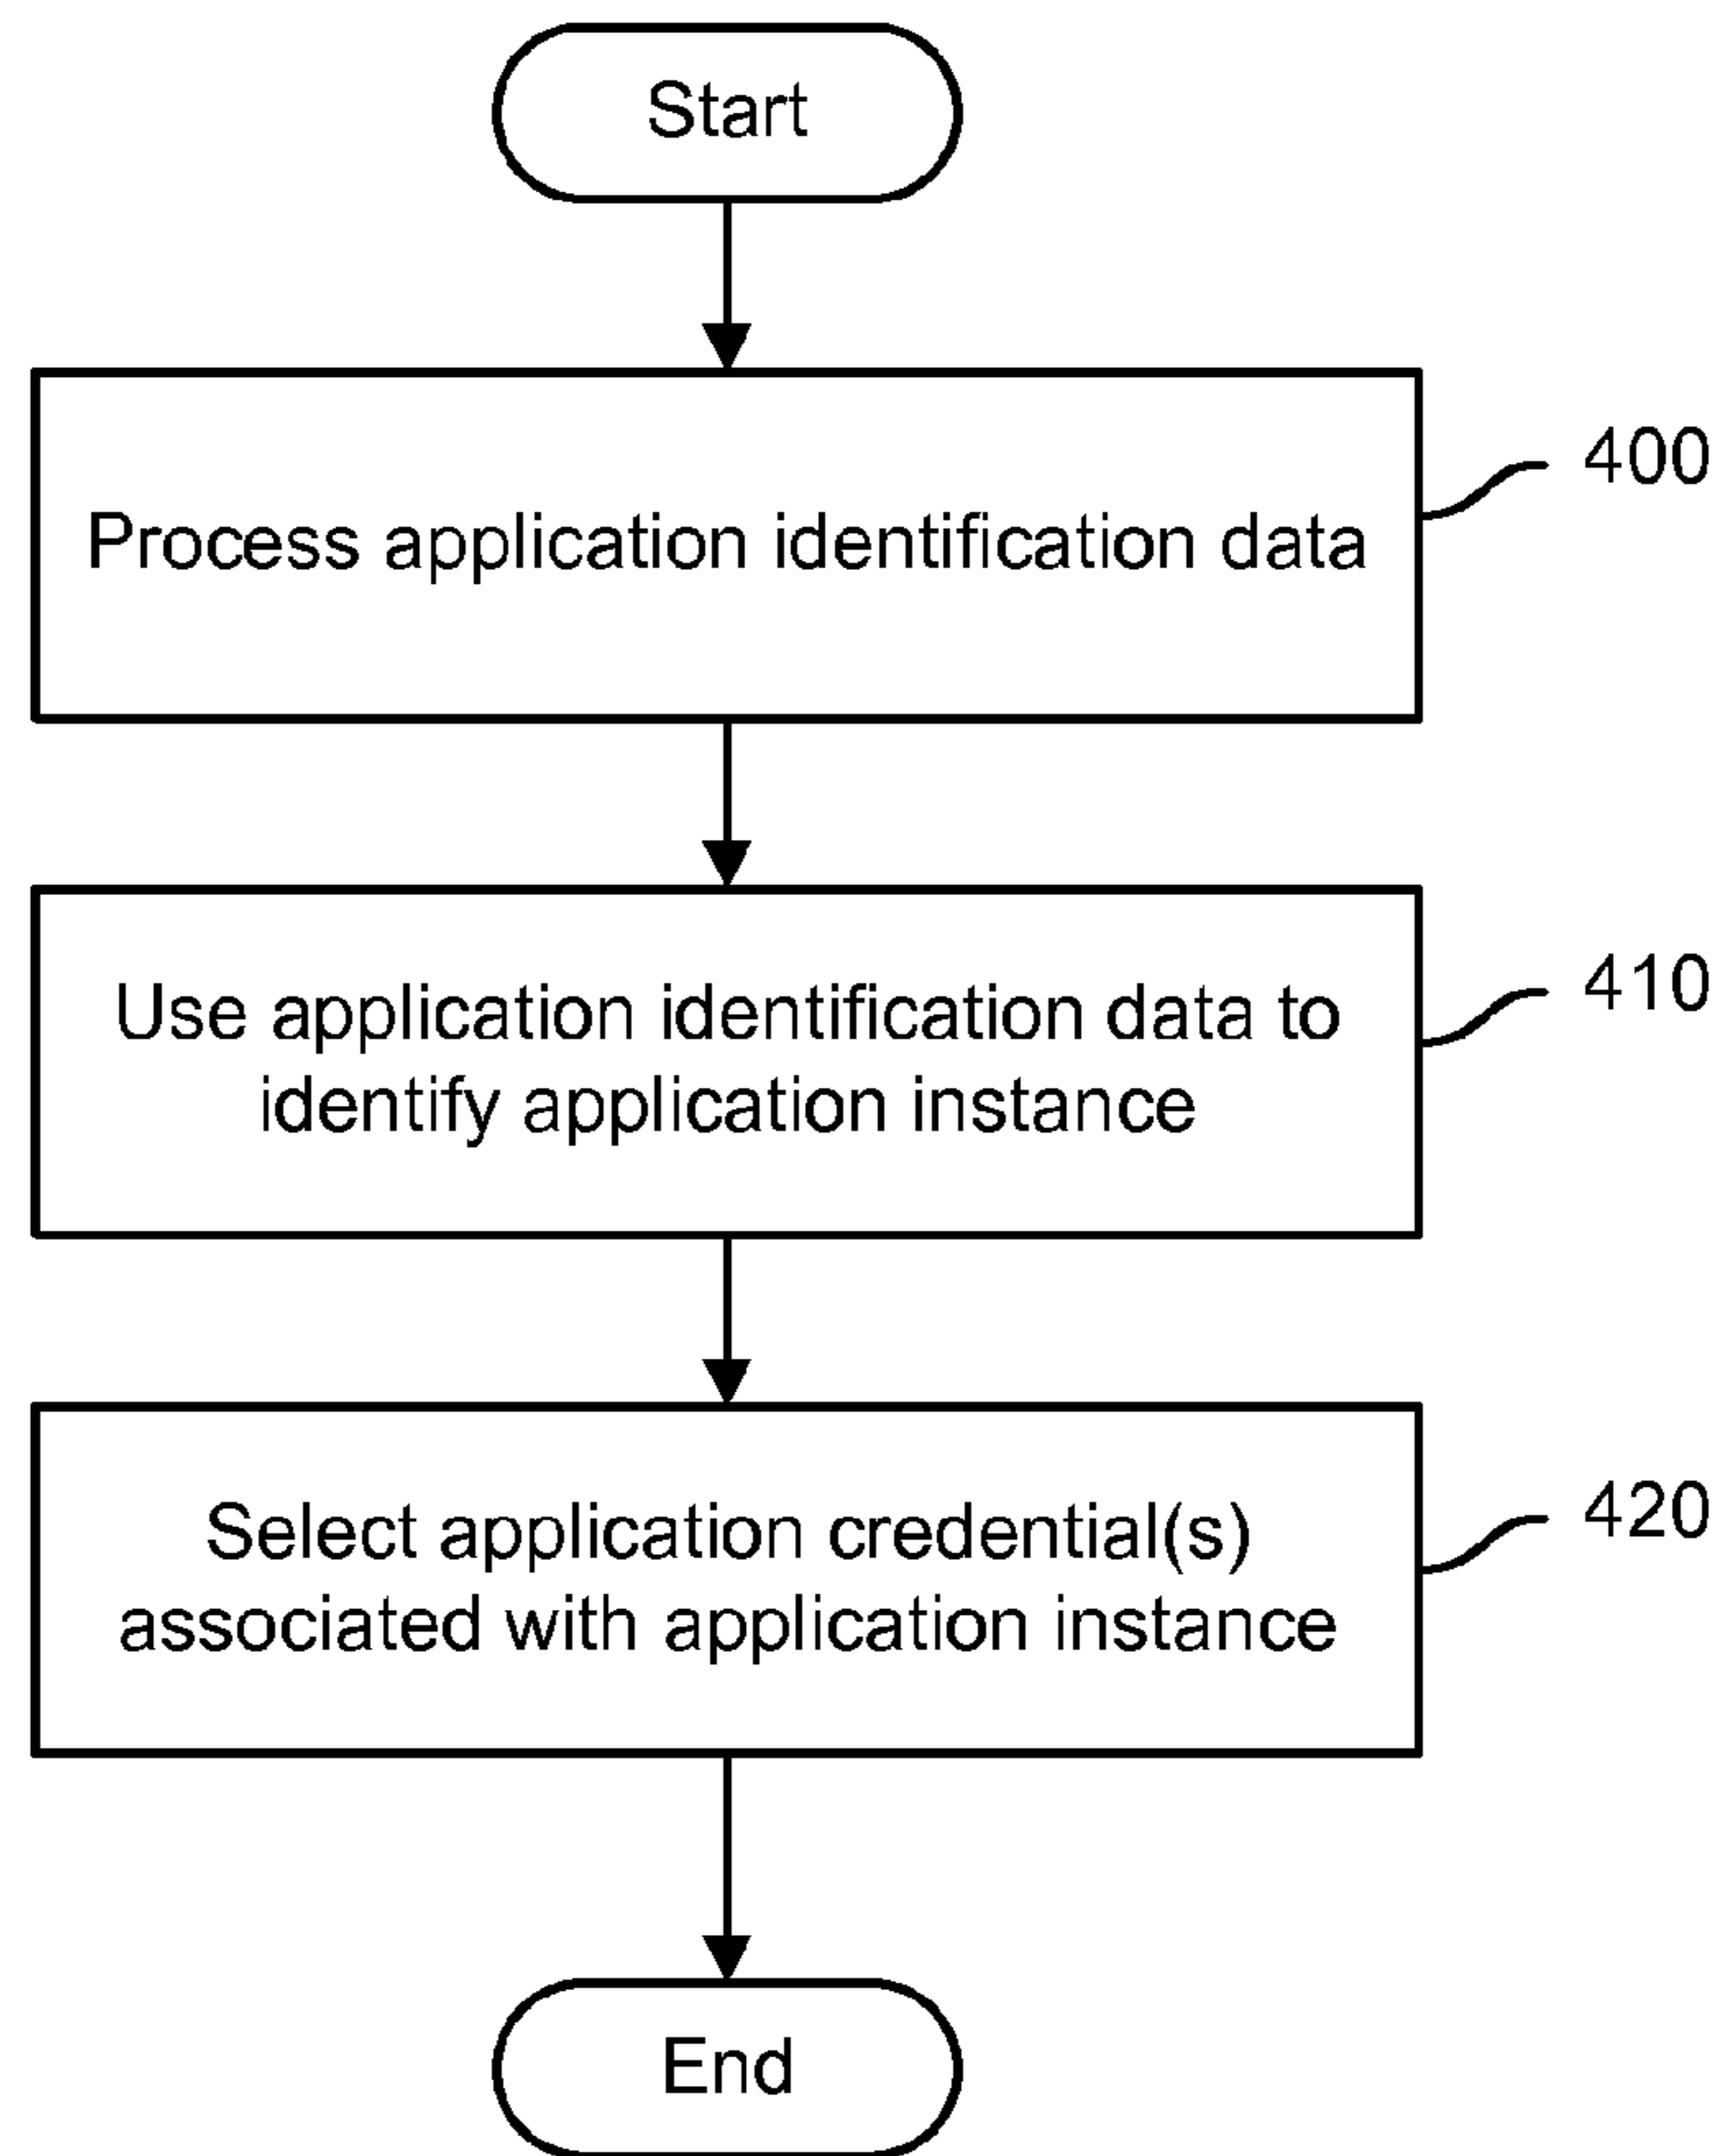 Start
400
Process application identification data
410
Use application identification data to
identify application instance
420
Select application credential(s)
associated with application instance
End